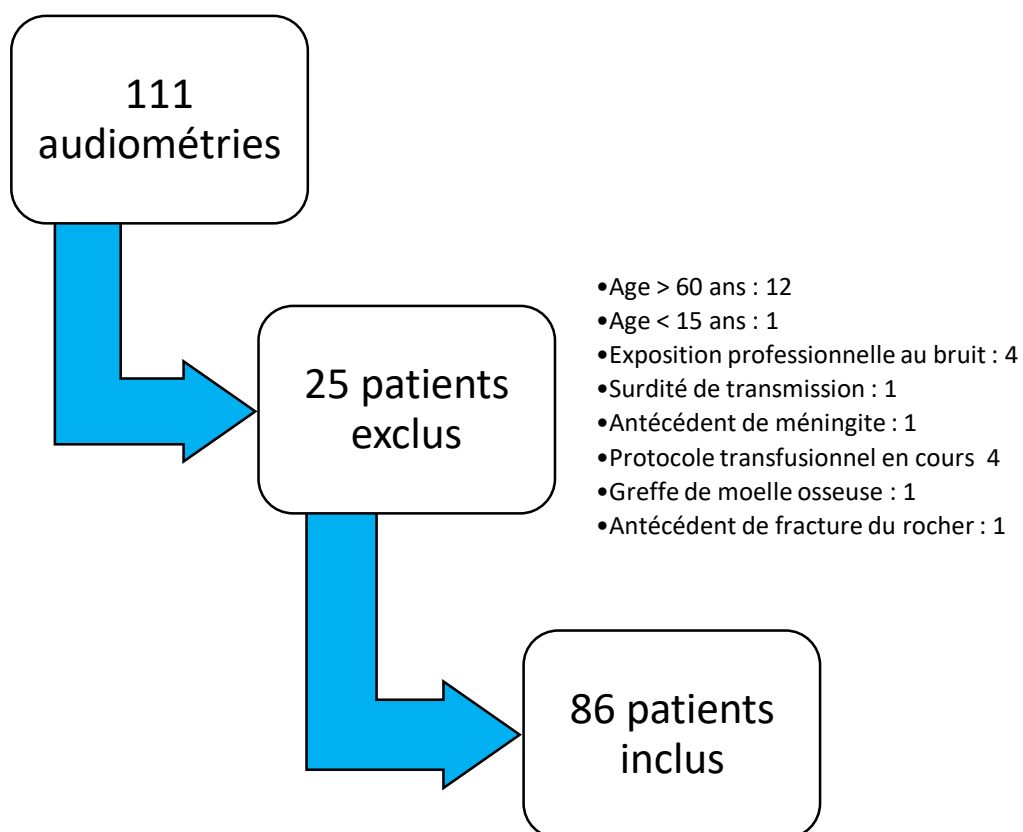 111
audiométries
25 patients
exclus
•Age > 60 ans : 12
•Age < 15 ans : 1
•Exposition professionnelle au bruit : 4
•Surdité de transmission : 1
•Antécédent de méningite : 1
•Protocole transfusionnel en cours  4
•Greffe de moelle osseuse : 1
•Antécédent de fracture du rocher : 1
86 patients
inclus